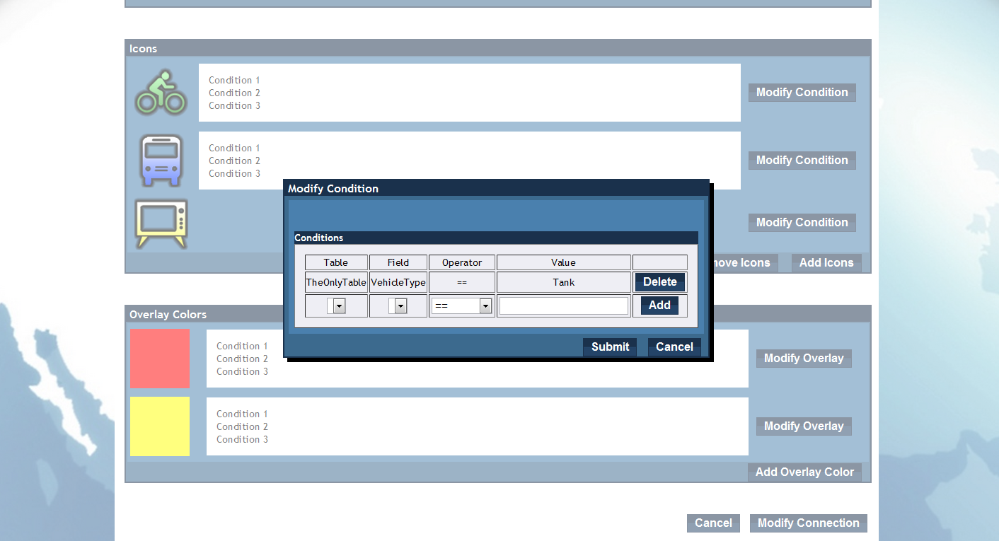 Icons
Condition 1
Condition 2
Condition 3
Modify Condition
Condition 1
Condition 2
Condition 3
Modify Condition
Modify Condition
Icons
Add Icons
Modify Condition
Conditions
Table Field Operator Value
TheOnlyTable VehicleType == Tank Delete
== Add
Submit Cancel
Overlay Colors
Condition 1
Condition 2
Condition 3
Modify Overlay
Condition 1
Condition 2
Condition 3
Modify Overlay
Add Overlay Color
Cancel Modify Connection